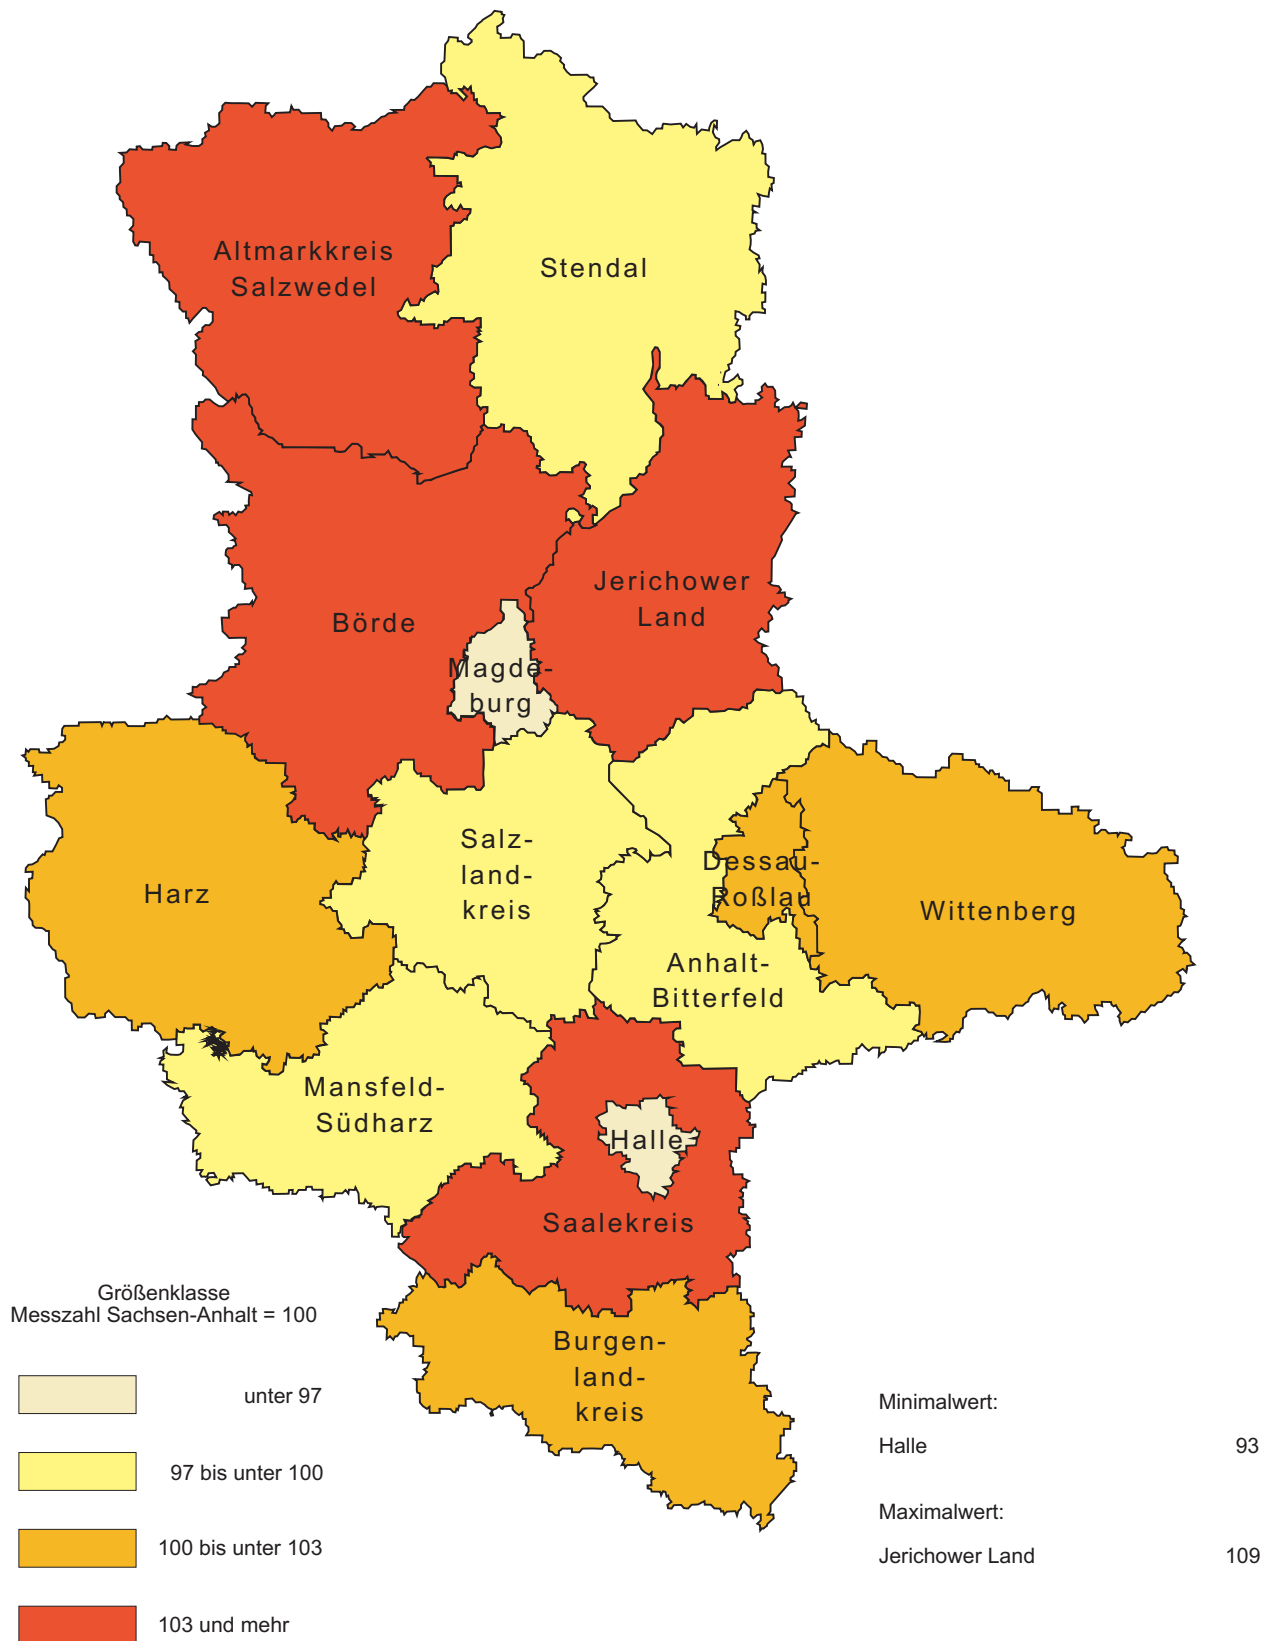 Altmarkkreis
Salzwedel
Stendal
Jerichower
Land
Börde
Magde-
burg
Salz-
land-
kreis
Dessau-
Roßlau
Harz
Wittenberg
Anhalt-
Bitterfeld
Mansfeld-
Südharz
Halle
Saalekreis
Burgen-
land-
kreis
Größenklasse
Messzahl Sachsen-Anhalt = 100
unter 97
97 bis unter 100
100 bis unter 103
103 und mehr
Minimalwert:
Halle 93
Maximalwert:
Jerichower Land 109